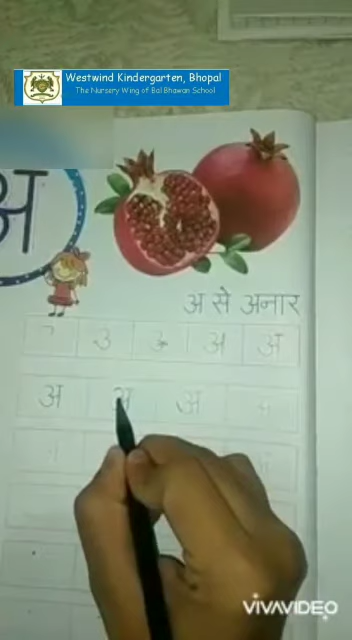 Westwind Kindergarten, Bhopal
The Nursery Wing of Bal Bhawan School
अ
अ से अनार
उ अ अ
अ अ अ
VIVAVIDEO